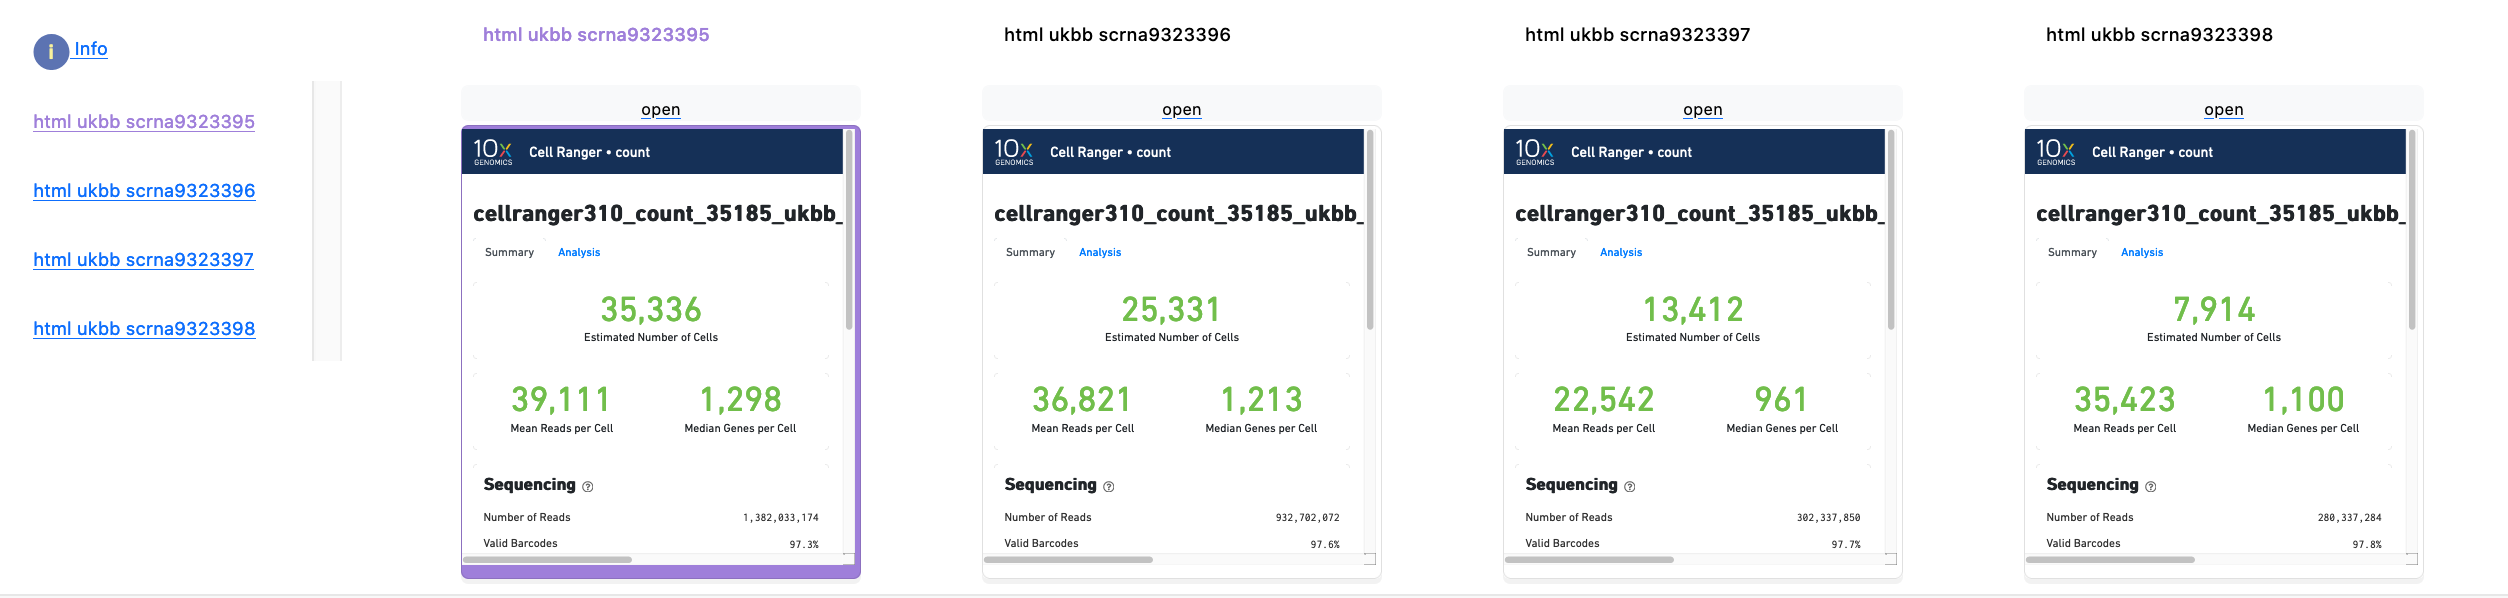 i Info
html ukbb scrna9323395
html ukbb scrna9323396
html ukbb scrna9323397
html ukbb scrna9323398
html ukbb scrna9323395
open
10X GENOMICS
Cell Ranger • count
cellranger310_count_35185_ukbb_
Summary Analysis
35,336
Estimated Number of Cells
39,111 1,298
Mean Reads per Cell Median Genes per Cell
Sequencing ?
Number of Reads 1,382,033,174
Valid Barcodes 97.3%
html ukbb scrna9323396
open
10X GENOMICS
Cell Ranger • count
cellranger310_count_35185_ukbb_
Summary Analysis
25,331
Estimated Number of Cells
36,821 1,213
Mean Reads per Cell Median Genes per Cell
Sequencing ?
Number of Reads 932,702,072
Valid Barcodes 97.6%
html ukbb scrna9323397
open
10X GENOMICS
Cell Ranger • count
cellranger310_count_35185_ukbb_
Summary Analysis
13,412
Estimated Number of Cells
22,542 961
Mean Reads per Cell Median Genes per Cell
Sequencing ?
Number of Reads 302,337,850
Valid Barcodes 97.7%
html ukbb scrna9323398
open
10X GENOMICS
Cell Ranger • count
cellranger310_count_35185_ukbb_
Summary Analysis
7,914
Estimated Number of Cells
35,423 1,100
Mean Reads per Cell Median Genes per Cell
Sequencing ?
Number of Reads 280,337,284
Valid Barcodes 97.8%